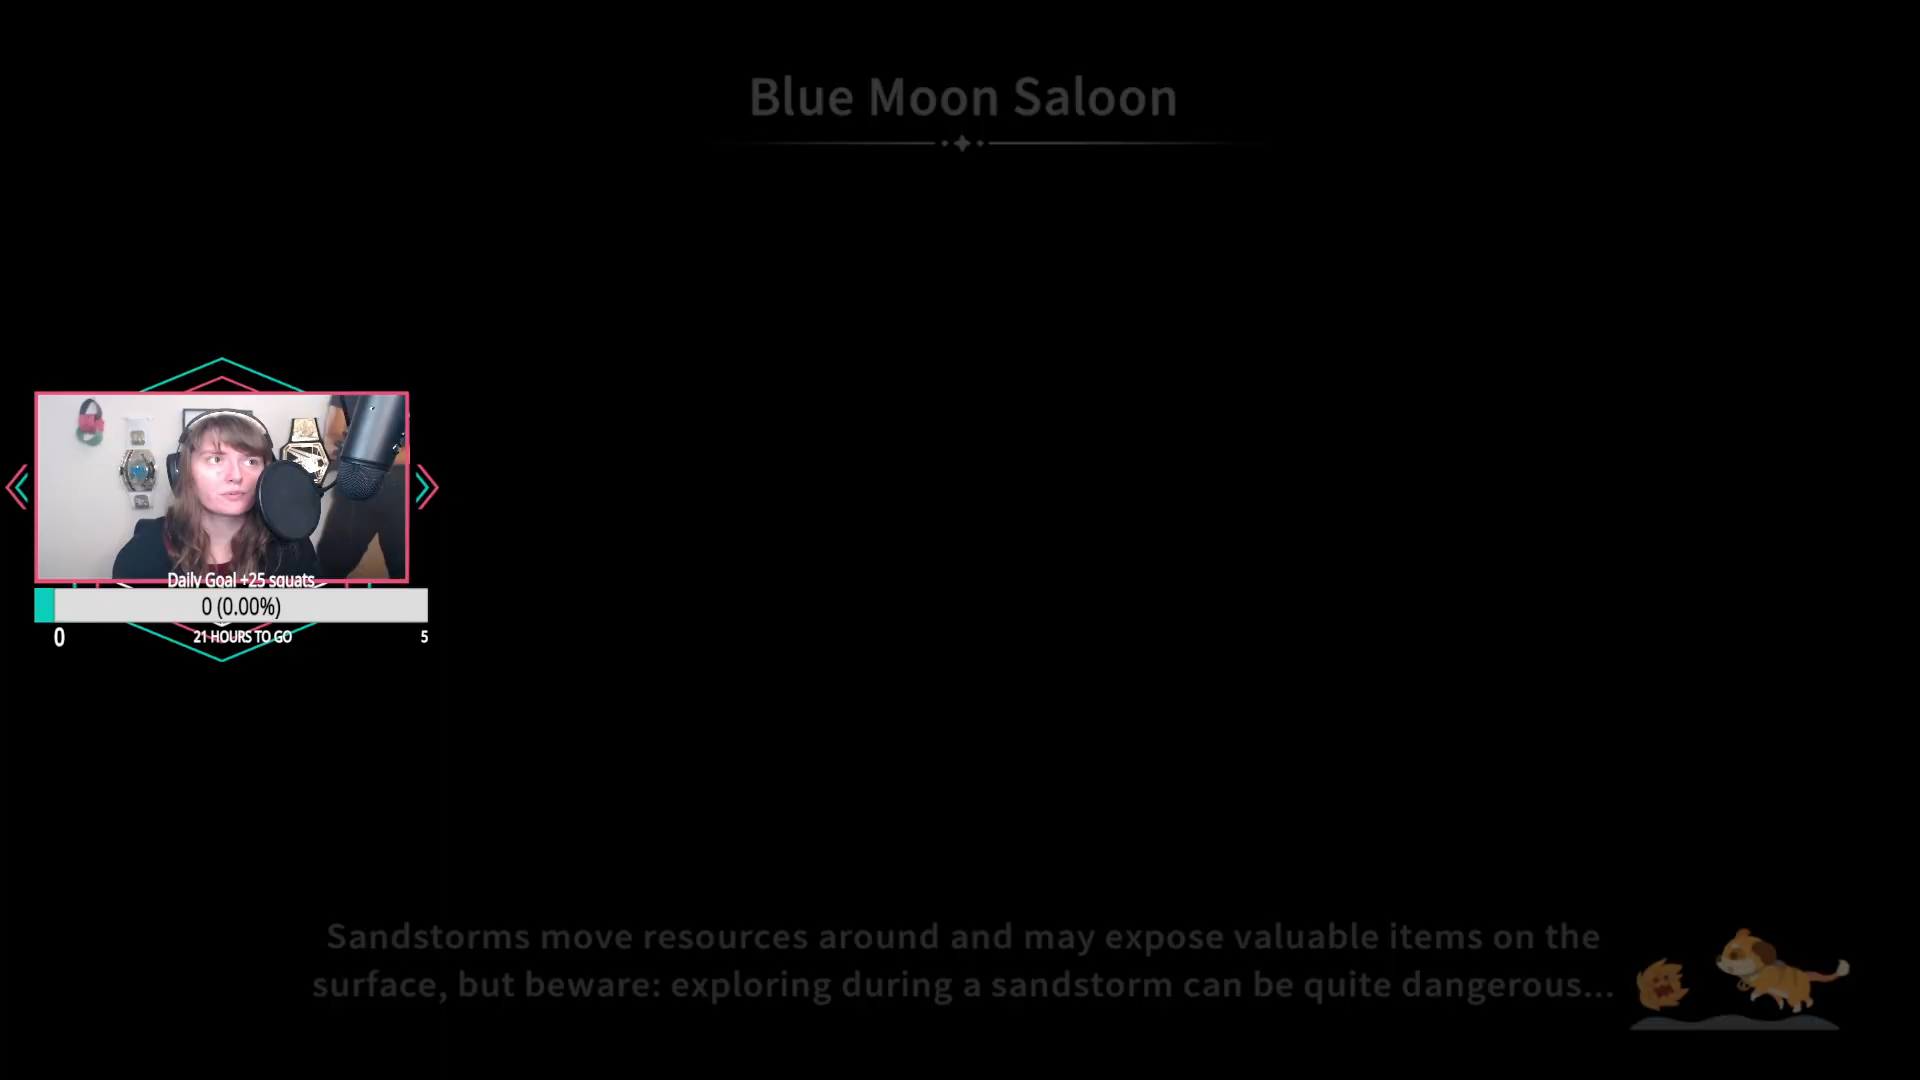 Blue Moon Saloon
Daily Goal +25 squats
0 (0.00%)
0
21 HOURS TO GO
5
Sandstorms move resources around and may expose valuable items on the
surface, but beware: exploring during a sandstorm can be quite dangerous...